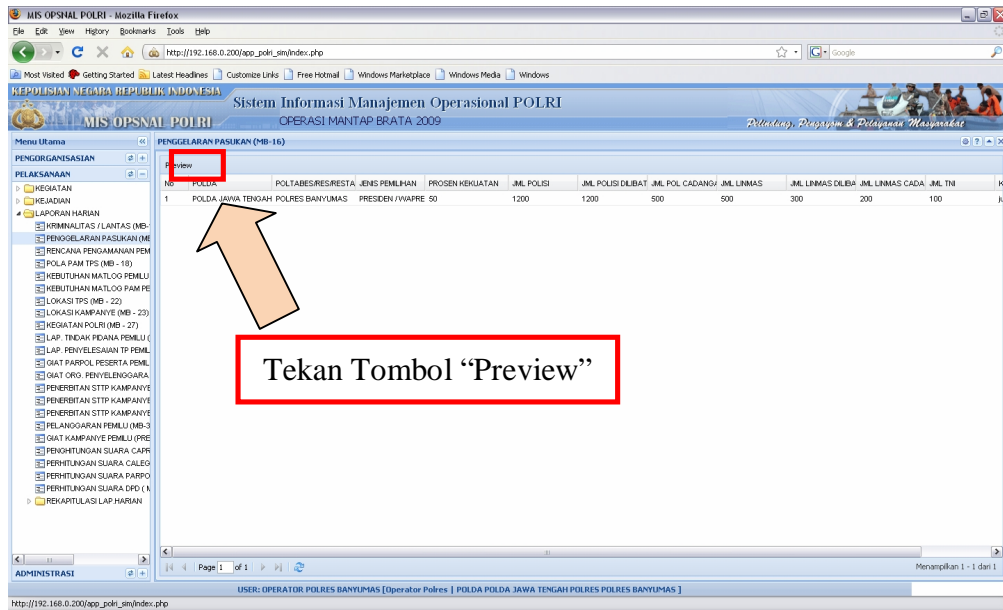 MIS OPSNAL POLRI - Mozilla Firefox
File Edit View History Bookmarks Tools Help
http://192.168.0.200/app_polri_sim/index.php
Google
Most Visited Getting Started Latest Headlines Customize Links Free Hotmail Windows Marketplace Windows Media Windows
KEPOLISIAN NEGARA REPUBLIK INDONESIA
Sistem Informasi Manajemen Operasional POLRI
MIS OPSNAL POLRI
OPERASI MANTAP BRATA 2009
Pelindung, Pengayom & Pelayanan Masyarakat
Menu Utama
PENGGELARAN PASUKAN (MB-16)
PENGORGANISASIAN
Preview
PELAKSANAAN
No POLDA POLTABES/RES/RESTA JENIS PEMILIHAN PROSEN KEKUATAN JML POLISI JML POLISI DILIBAT JML POL CADANGA JML LINMAS JML LINMAS DILIBA JML LINMAS CADA JML TNI K
1 POLDA JAWA TENGAH POLRES BANYUMAS PRESIDEN / WAPRE 50 1200 1200 500 500 300 200 100
KEGIATAN
KEJADIAN
LAPORAN HARIAN
KRIMINALITAS / LANTAS (MB-
PENGGELARAN PASUKAN (MB
RENCANA PENGAMANAN PEM
POLA PAM TPS (MB - 18)
KEBUTUHAN MATLOG PEMILU
KEBUTUHAN MATLOG PAM PE
LOKASI TPS (MB - 22)
LOKASI KAMPANYE (MB - 23)
KEGIATAN POLRI (MB - 27)
LAP. TINDAK PIDANA PEMILU (
LAP. PENYELESAIAN TP PEMIL
GIAT PARPOL PESERTA PEMIL
GIAT ORG. PENYELENGGARA
PENERBITAN STTP KAMPANYE
PENERBITAN STTP KAMPANYE
PENERBITAN STTP KAMPANYE
PELANGGARAN PEMILU (MB-3
GIAT KAMPANYE PEMILU (PRE
PENGHITUNGAN SUARA CAPR
PERHITUNGAN SUARA CALEG
PERHITUNGAN SUARA PARPO
PERHITUNGAN SUARA DPD (
REKAPITULASI LAP.HARIAN
Tekan Tombol “Preview”
ADMINISTRASI
Page 1 of 1
Menampilkan 1 - 1 dari 1
USER: OPERATOR POLRES BANYUMAS [Operator Polres | POLDA POLDA JAWA TENGAH POLRES POLRES BANYUMAS ]
http://192.168.0.200/app_polri_sim/index.php